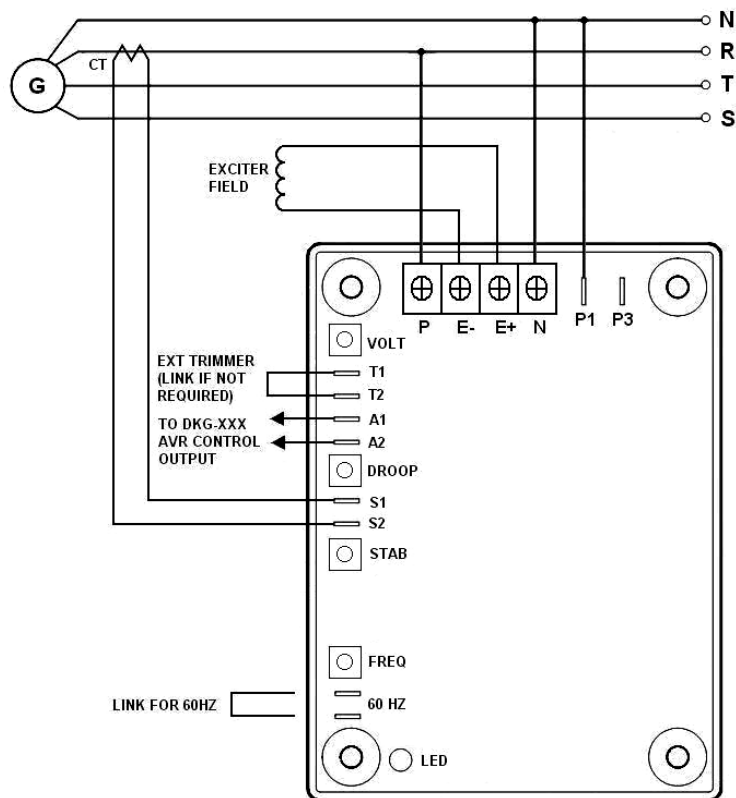 N
R
CT
G
T
S
EXCITER
FIELD
P E- E+ N P1 P3
VOLT
EXT TRIMMER
(LINK IF NOT
REQUIRED)
T1
T2
TO DKG-XXX
AVR CONTROL
OUTPUT
A1
A2
DROOP
S1
S2
STAB
FREQ
LINK FOR 60HZ
60 HZ
LED